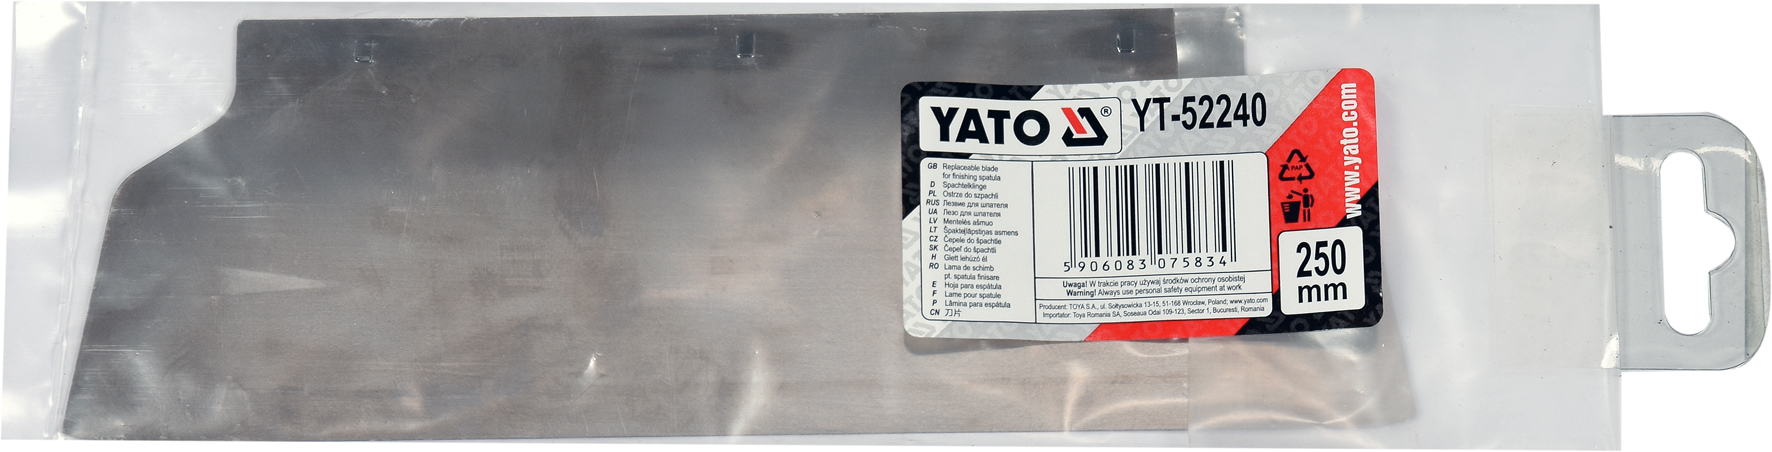 YATO ® YT-52240
www.yato.com
GB Replaceable blade
for finishing spatula
D Spachtelklinge
PL Ostrze do szpachli
RUS Лезвие для шпателя
UA Лезо для шпателя
LV Mentelēs ašmuo
LT Špakteļlāpstiņas asmens
CZ Čepele do špachtle
SK Čepeľ do špachtli
H Glett lehúzó él
RO Lama de schimb
pt. spatula finisare
E Hoja para espátula
F Lame pour spatule
P Lâmina para espátula
CN 刀片
5 906083 075834
Uwaga! W trakcie pracy używaj środków ochrony osobistej
Warning! Always use personal safety equipment at work
Producent: TOYA S.A., ul. Sołtysowicka 13-15, 51-168 Wrocław, Poland; www.yato.com
Importator: Toya Romania SA, Soseaua Odai 109-123, Sector 1, Bucuresti, Romania
PAP
250
mm